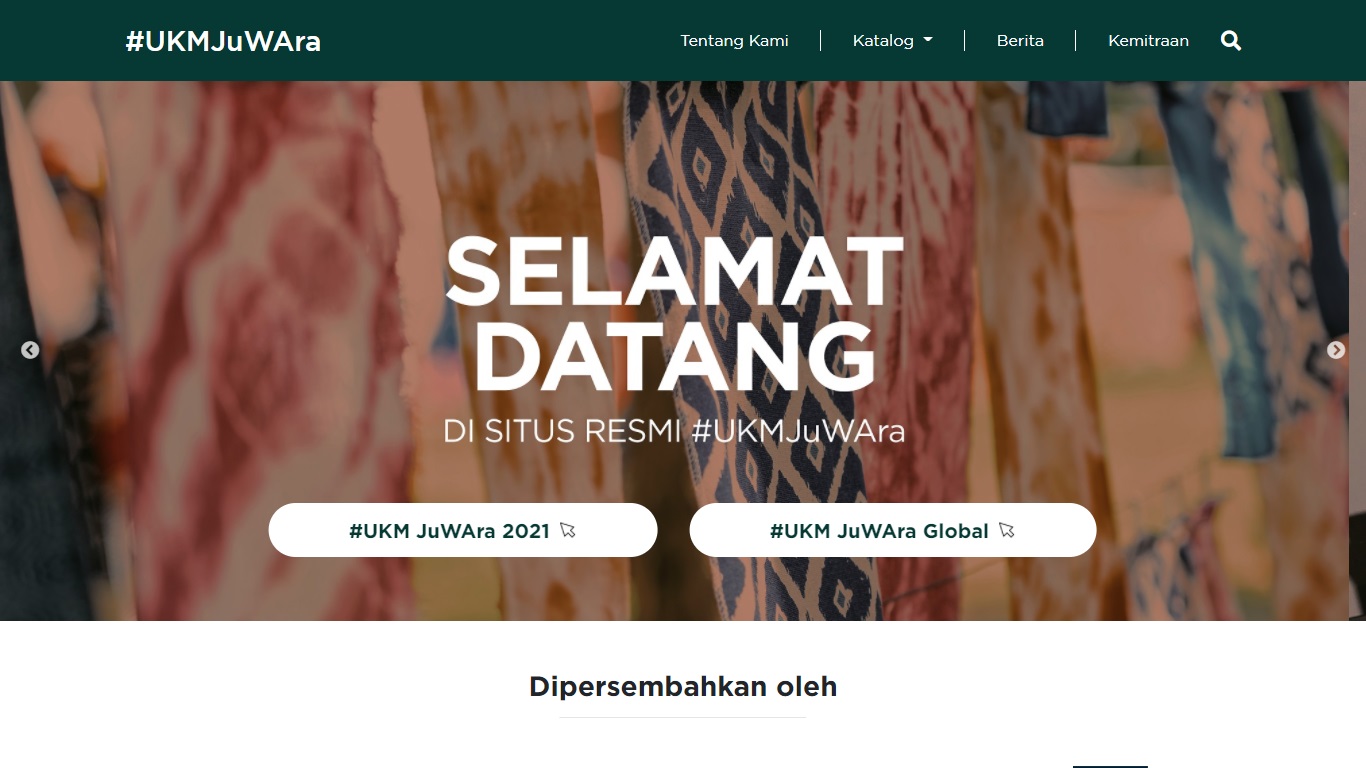 #UKMJuWAra
Tentang Kami
Katalog
Berita
Kemitraan
SELAMAT
DATANG
DI SITUS RESMI #UKMJuWAra
#UKM JuWAra 2021
#UKM JuWAra Global
Dipersembahkan oleh